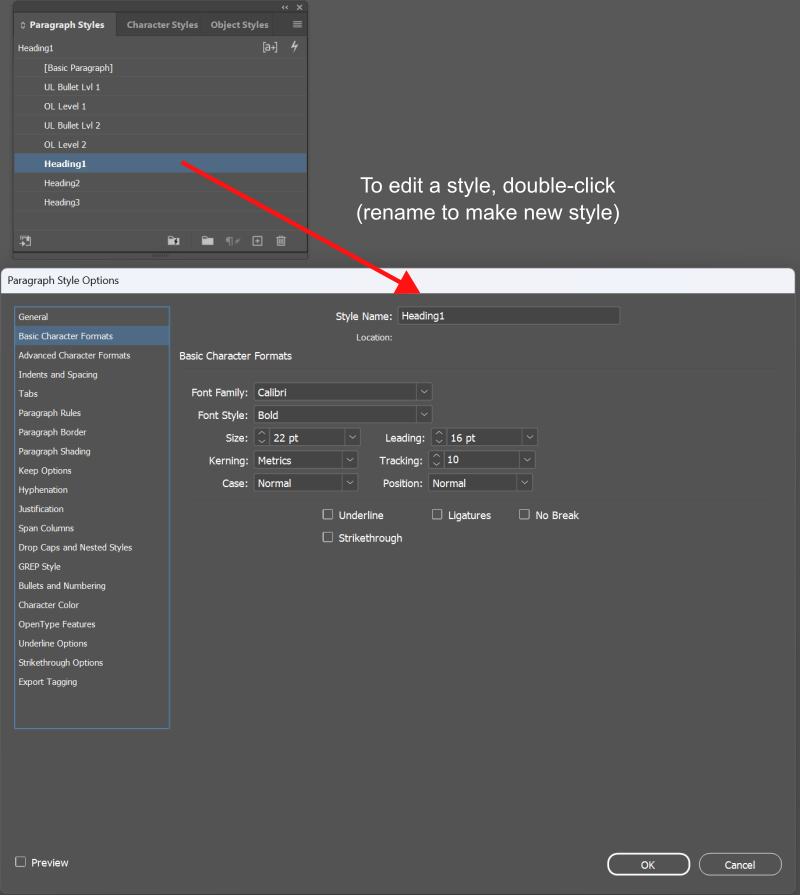 Paragraph Styles Character Styles Object Styles
Heading1 [a+]
[Basic Paragraph]
UL Bullet Lvl 1
OL Level 1
UL Bullet Lvl 2
OL Level 2
Heading1
Heading2
Heading3
To edit a style, double-click
(rename to make new style)
Paragraph Style Options
General
Basic Character Formats
Advanced Character Formats
Indents and Spacing
Tabs
Paragraph Rules
Paragraph Border
Paragraph Shading
Keep Options
Hyphenation
Justification
Span Columns
Drop Caps and Nested Styles
GREP Style
Bullets and Numbering
Character Color
OpenType Features
Underline Options
Strikethrough Options
Export Tagging
Style Name: Heading1
Location:
Basic Character Formats
Font Family: Calibri
Font Style: Bold
Size: 22 pt Leading: 16 pt
Kerning: Metrics Tracking: 10
Case: Normal Position: Normal
Underline Ligatures No Break
Strikethrough
Preview OK Cancel